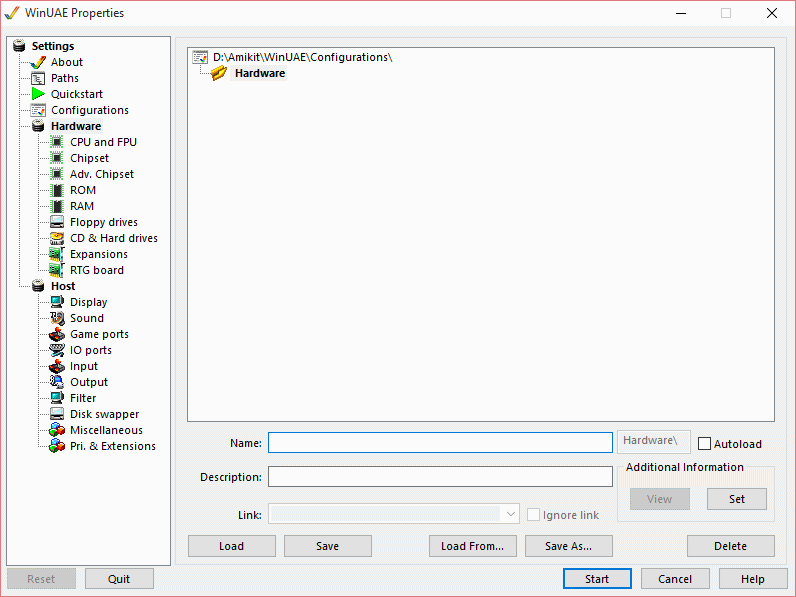 WinUAE Properties
Settings
About
Paths
Quickstart
Configurations
Hardware
CPU and FPU
Chipset
Adv. Chipset
ROM
RAM
Floppy drives
CD & Hard drives
Expansions
RTG board
Host
Display
Sound
Game ports
IO ports
Input
Output
Filter
Disk swapper
Miscellaneous
Pri. & Extensions
D:\Amikit\WinUAE\Configurations\
Hardware
Name: Hardware\ Autoload
Additional Information
Description:
View Set
Link: Ignore link
Load Save Load From... Save As... Delete
Reset Quit Start Cancel Help